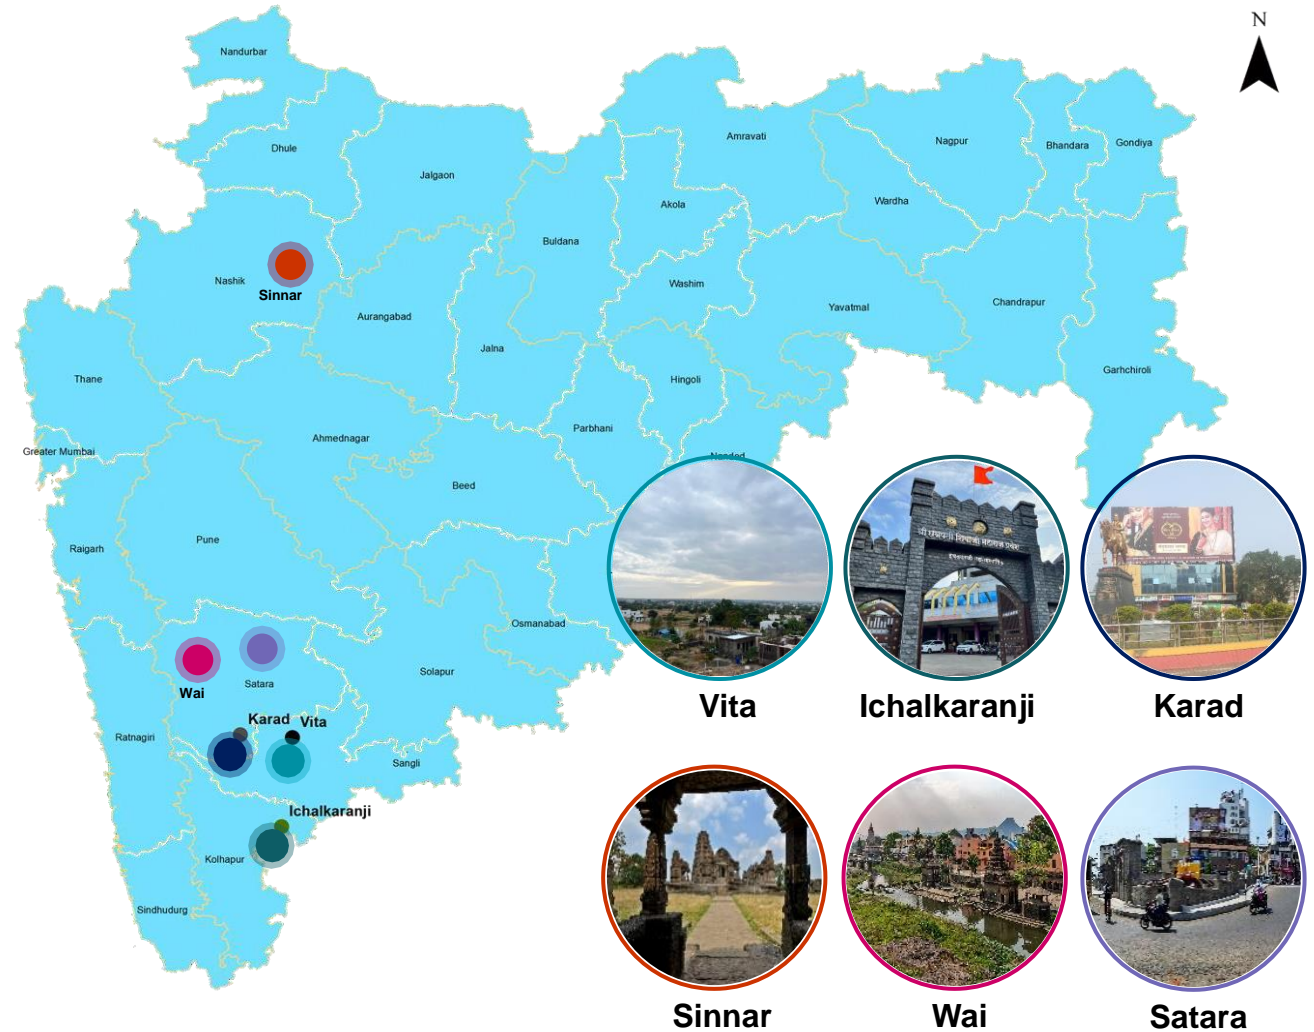 N
Nandurbar
Dhule
Jalgaon
Amravati
Nagpur
Bhandara
Gondiya
Akola
Wardha
Buldana
Nashik
Sinnar
Washim
Aurangabad
Yavatmal
Chandrapur
Jalna
Thane
Hingoli
Garhchiroli
Parbhani
Ahmednagar
Greater Mumbai
Nanded
Beed
Pune
Raigarh
Osmanabad
Solapur
Satara
Wai
Karad
Vita
Ratnagiri
Sangli
Ichalkaranji
Kolhapur
Sindhudurg
Vita
Ichalkaranji
Karad
Sinnar
Wai
Satara